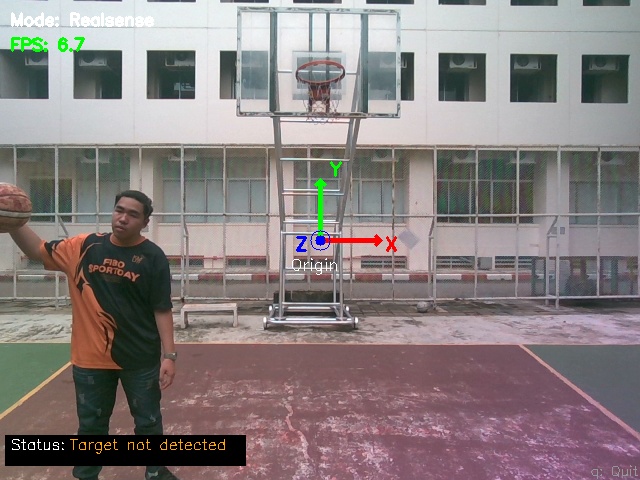 Mode: Realsense
FPS: 6.7
Y
Z
X
Origin
FIBO
SPORTDAY
Status: Target not detected
q: Quit